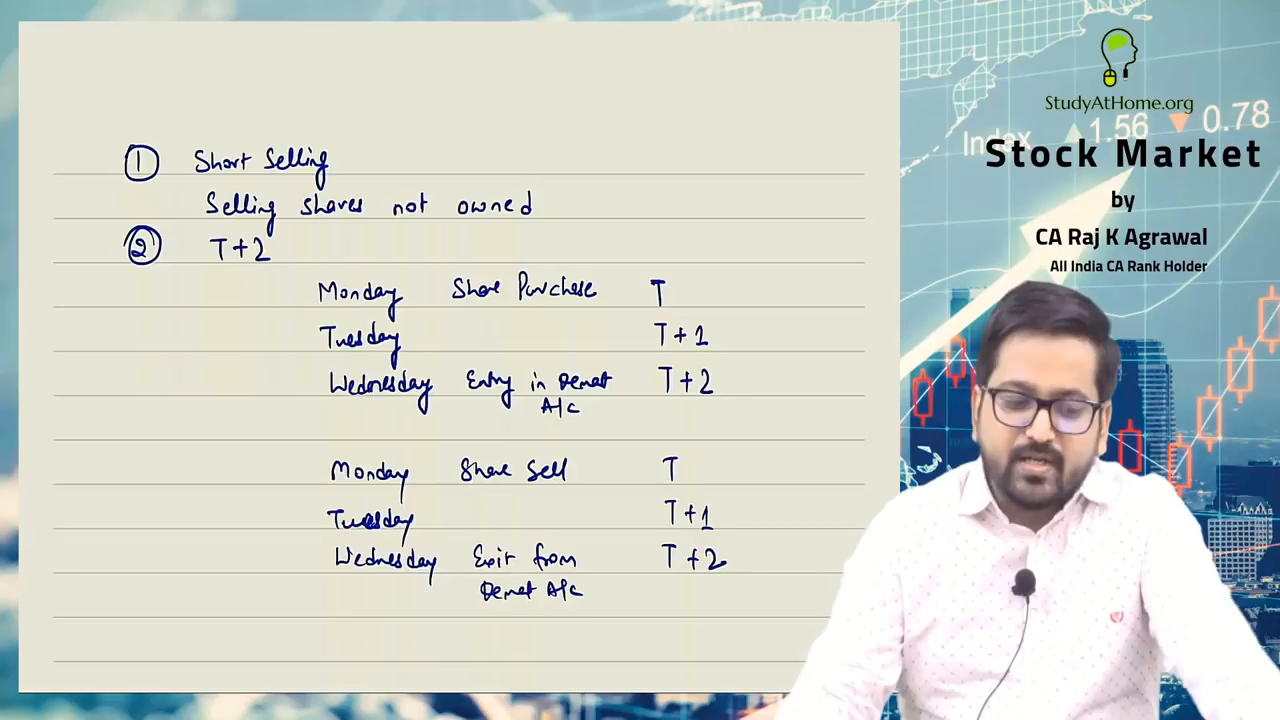 ① Short Selling
Selling shares not owned
② T+2
Monday Share Purchase T
Tuesday T+1
Wednesday Entry in Demat A/c T+2
Monday Share Sell T
Tuesday T+1
Wednesday Exit from Demat A/c T+2
StudyAtHome.org
Index 1.56 0.78
Stock Market
by
CA Raj K Agrawal
All India CA Rank Holder